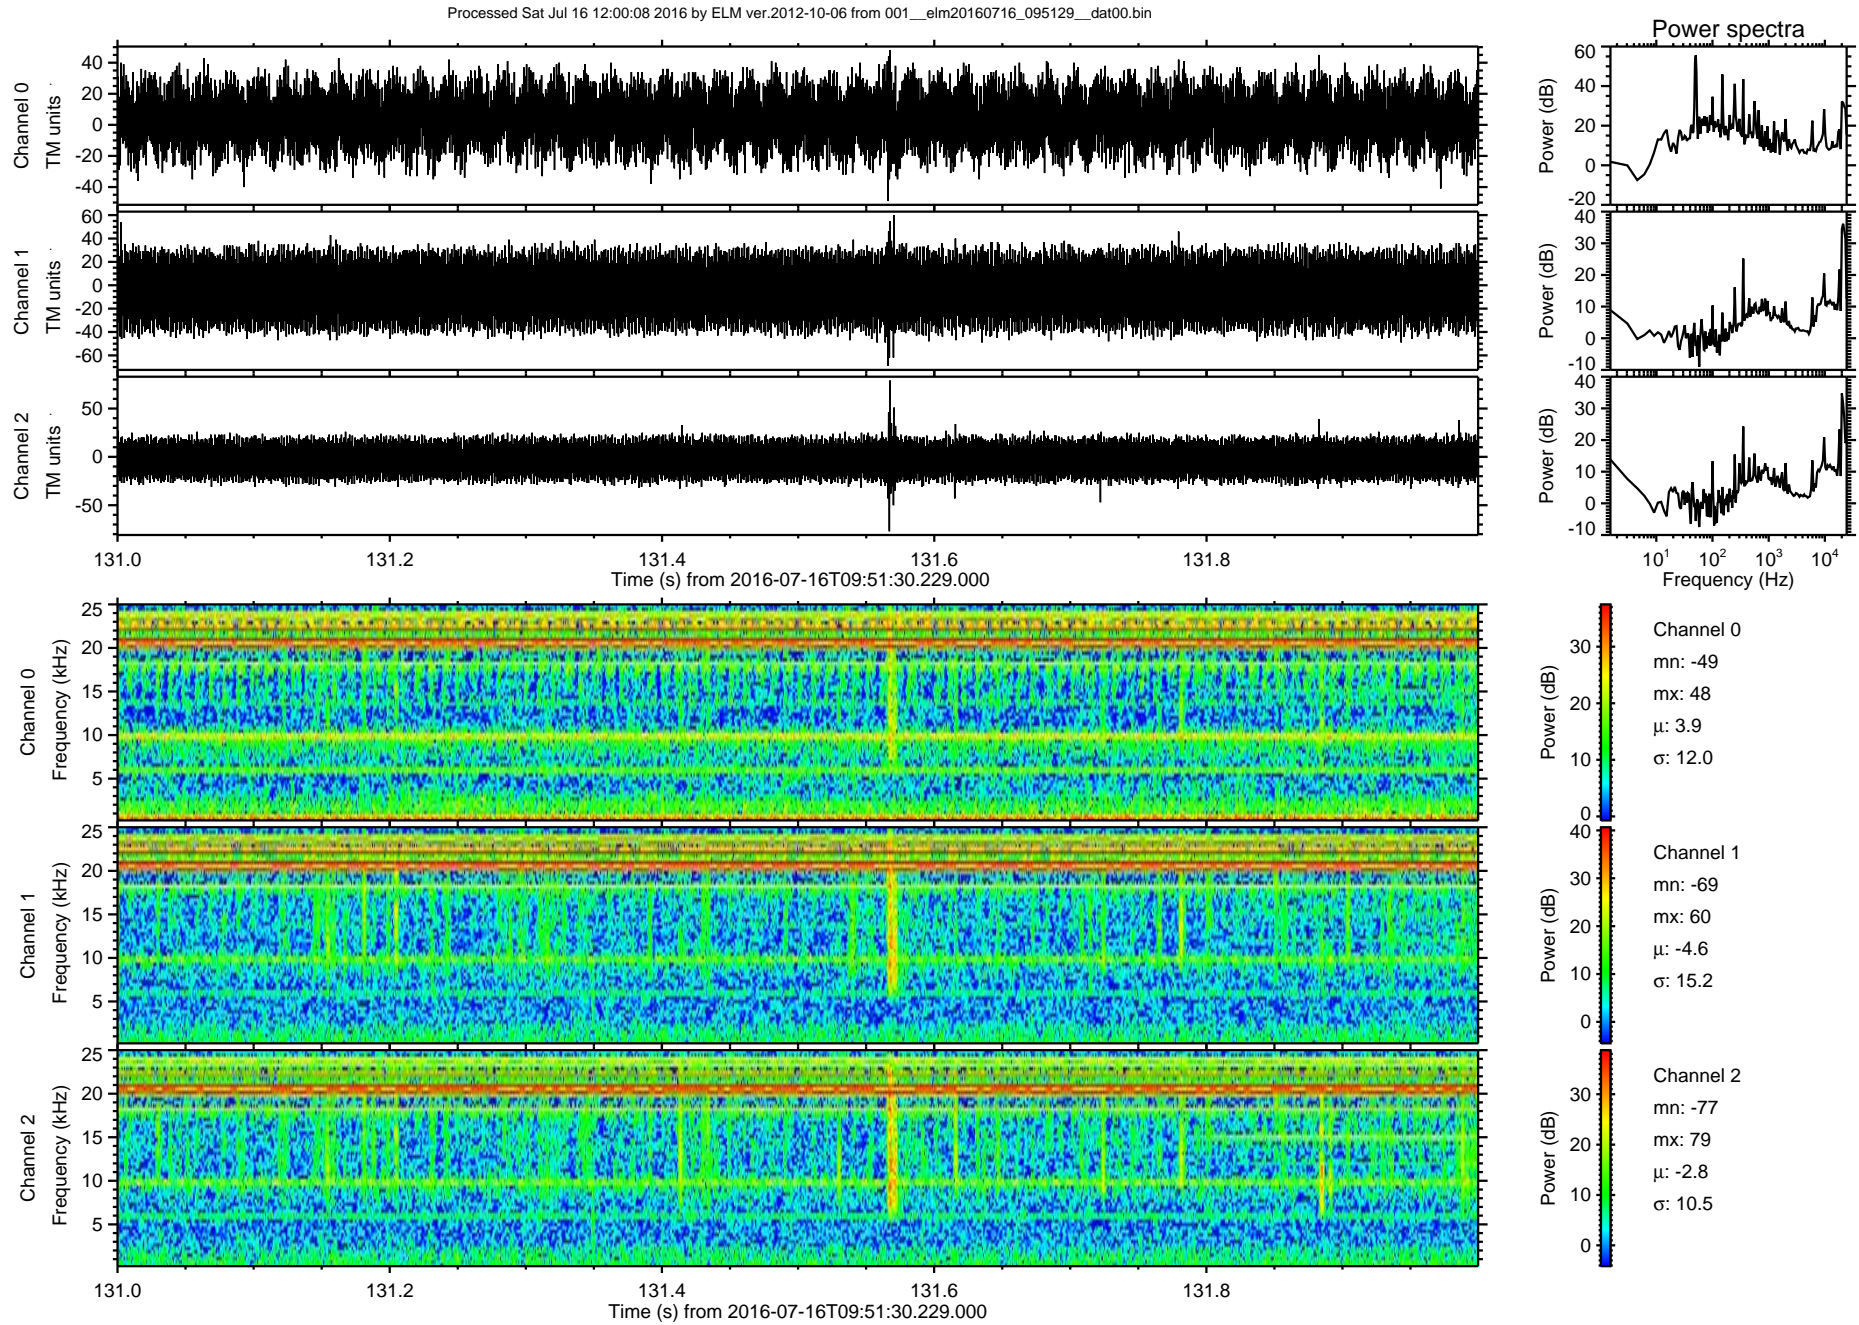 Processed Sat Jul 16 12:00:08 2016 by ELM ver.2012-10-06 from 001__elm20160716_095129__dat00.bin
Power spectra
Channel 0
TM units
40
20
0
-20
-40
Power (dB)
60
40
20
0
-20
Channel 1
TM units
60
40
20
0
-20
-40
-60
Power (dB)
40
30
20
10
0
-10
Channel 2
TM units
50
0
-50
Power (dB)
40
30
20
10
0
-10
131.0 131.2 131.4 131.6 131.8
Time (s) from 2016-07-16T09:51:30.229.000
10¹ 10² 10³ 10⁴
Frequency (Hz)
Channel 0
Frequency (kHz)
25
20
15
10
5
Power (dB)
30
20
10
0
Channel 0
mn: -49
mx: 48
μ: 3.9
σ: 12.0
Channel 1
Frequency (kHz)
25
20
15
10
5
Power (dB)
40
30
20
10
0
Channel 1
mn: -69
mx: 60
μ: -4.6
σ: 15.2
Channel 2
Frequency (kHz)
25
20
15
10
5
Power (dB)
30
20
10
0
Channel 2
mn: -77
mx: 79
μ: -2.8
σ: 10.5
131.0 131.2 131.4 131.6 131.8
Time (s) from 2016-07-16T09:51:30.229.000